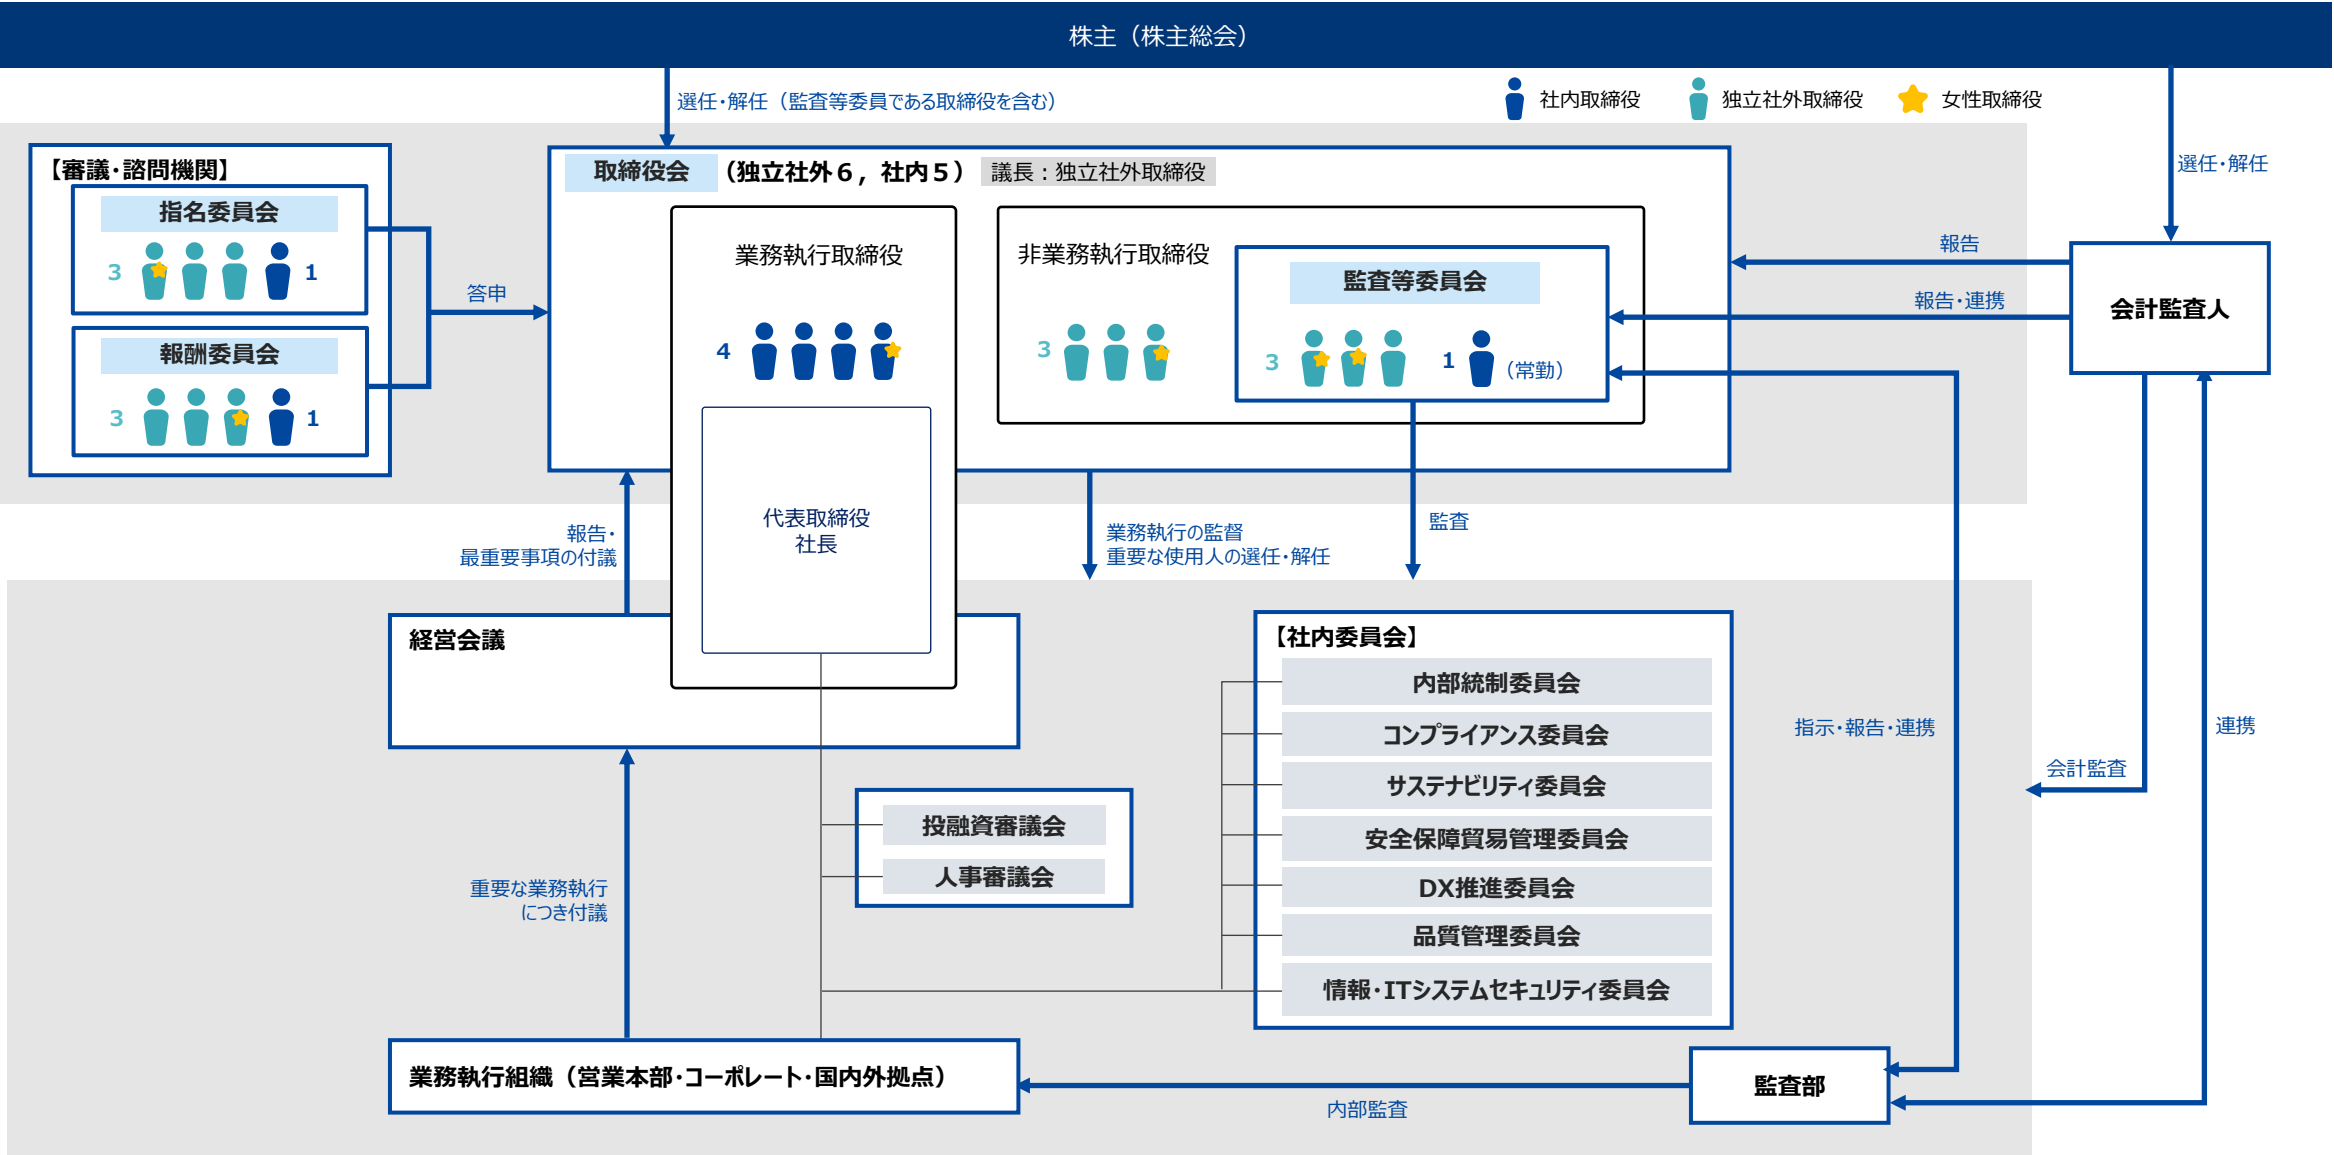 株主（株主総会）
選任・解任（監査等委員である取締役を含む）
社内取締役
独立社外取締役
女性取締役
選任・解任
【審議・諮問機関】
指名委員会
3
1
報酬委員会
3
1
答申
取締役会
（独立社外６，社内５）
議長：独立社外取締役
業務執行取締役
4
代表取締役
社長
非業務執行取締役
3
監査等委員会
3
1
（常勤）
報告
報告・連携
会計監査人
報告・
最重要事項の付議
業務執行の監督
重要な使用人の選任・解任
監査
経営会議
【社内委員会】
内部統制委員会
コンプライアンス委員会
サステナビリティ委員会
安全保障貿易管理委員会
DX推進委員会
品質管理委員会
情報・ITシステムセキュリティ委員会
投融資審議会
人事審議会
重要な業務執行
につき付議
指示・報告・連携
会計監査
連携
業務執行組織（営業本部・コーポレート・国内外拠点）
内部監査
監査部